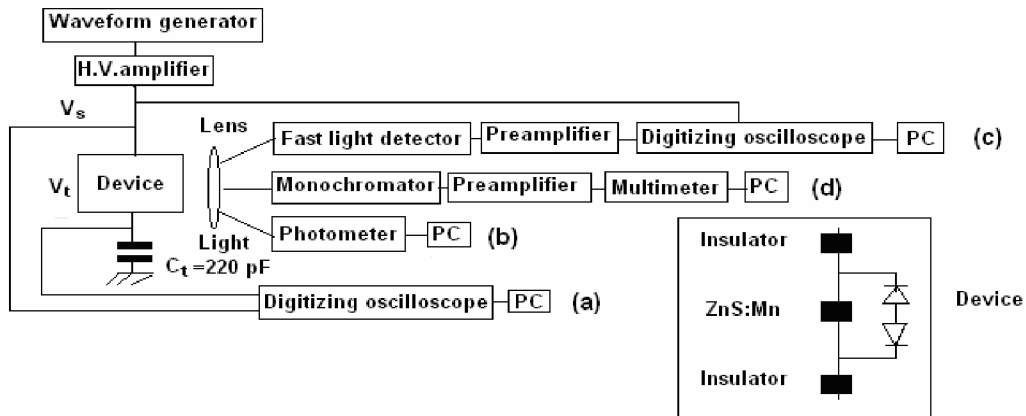 Waveform generator
H.V.amplifier
Vs
Lens
Fast light detector
Preamplifier
Digitizing oscilloscope
PC
(c)
Vt
Device
Monochromator
Preamplifier
Multimeter
PC
(d)
Photometer
PC
(b)
Light
Ct =220 pF
Digitizing oscilloscope
PC
(a)
Insulator
ZnS:Mn
Insulator
Device